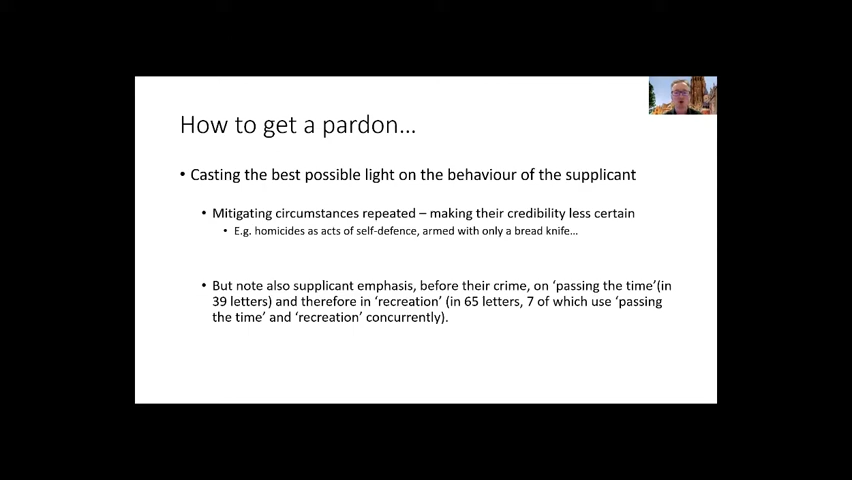 How to get a pardon…
• Casting the best possible light on the behaviour of the supplicant
• Mitigating circumstances repeated – making their credibility less certain
• E.g. homicides as acts of self-defence, armed with only a bread knife…
• But note also supplicant emphasis, before their crime, on ‘passing the time’(in
39 letters) and therefore in ‘recreation’ (in 65 letters, 7 of which use ‘passing
the time’ and ‘recreation’ concurrently).